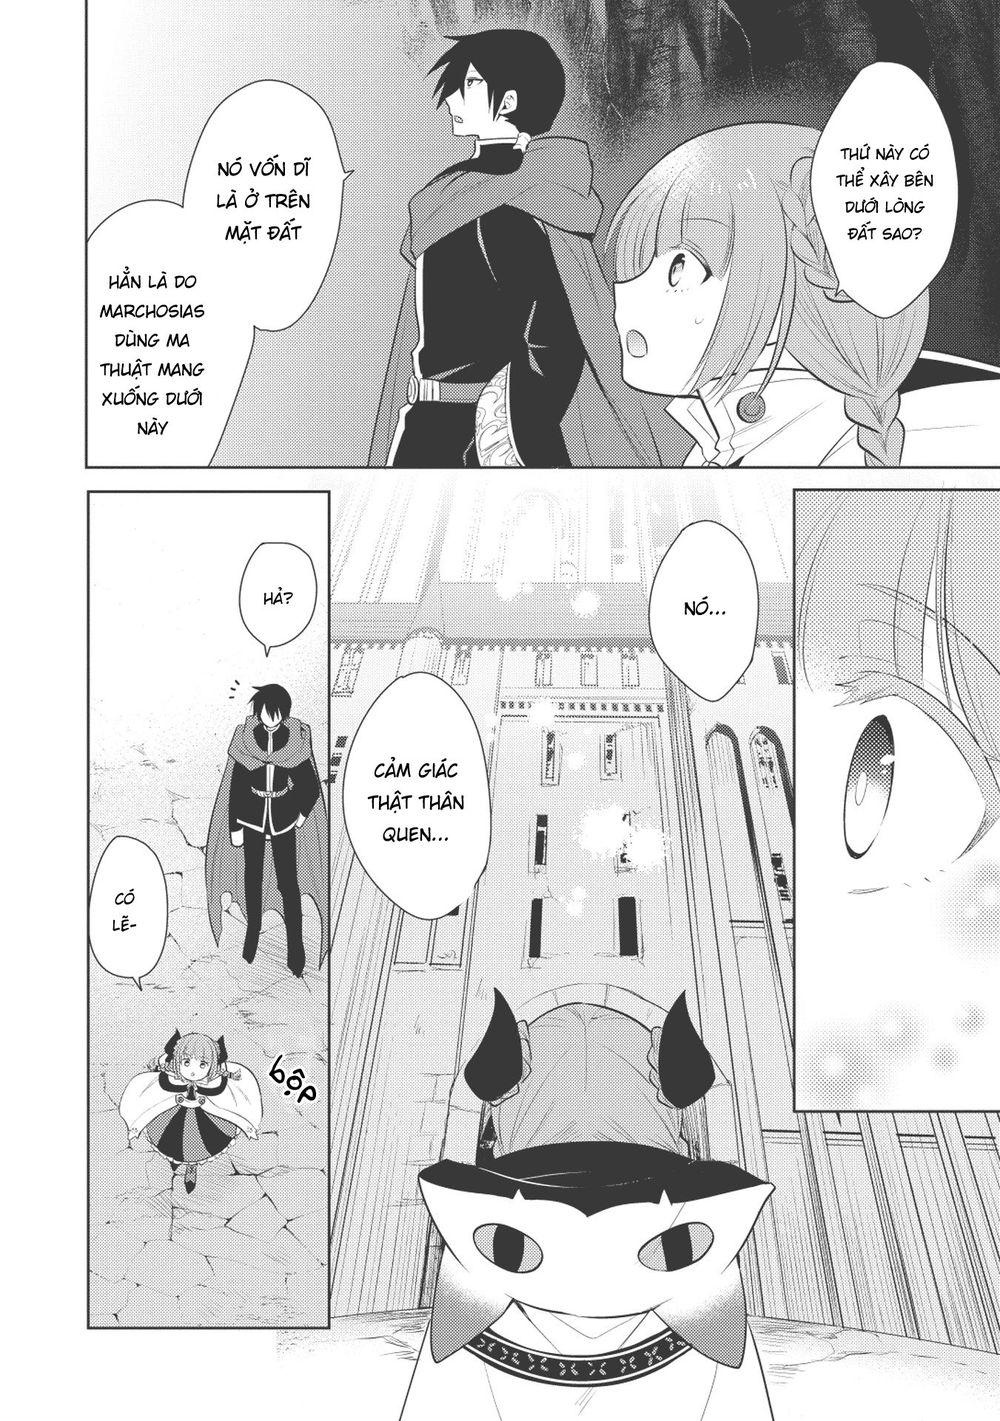 THỨ NÀY CÓ
THỂ XÂY BÊN
DƯỚI LÒNG
ĐẤT SAO?
NÓ VỐN DĨ
LÀ Ở TRÊN
MẶT ĐẤT
HẲN LÀ DO
MARCHOSIAS
DÙNG MA
THUẬT MANG
XUỐNG DƯỚI
NÀY
NÓ...
CẢM GIÁC
THẬT THÂN
QUEN...
HẢ?
CÓ
LẼ-
bộp